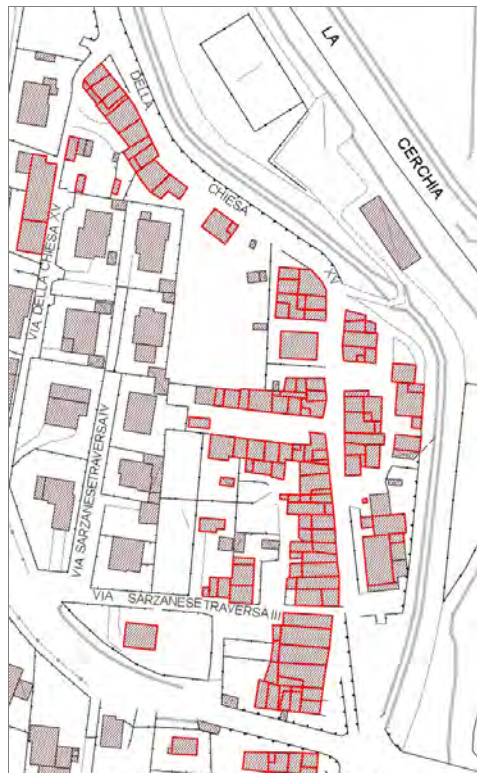 LA
CERCHIA
DELLA
CHIESA
XV
VIA DELLA CHIESA XV
VIA SARZANESE TRAVERSA IV
VIA SARZANESE TRAVERSA III